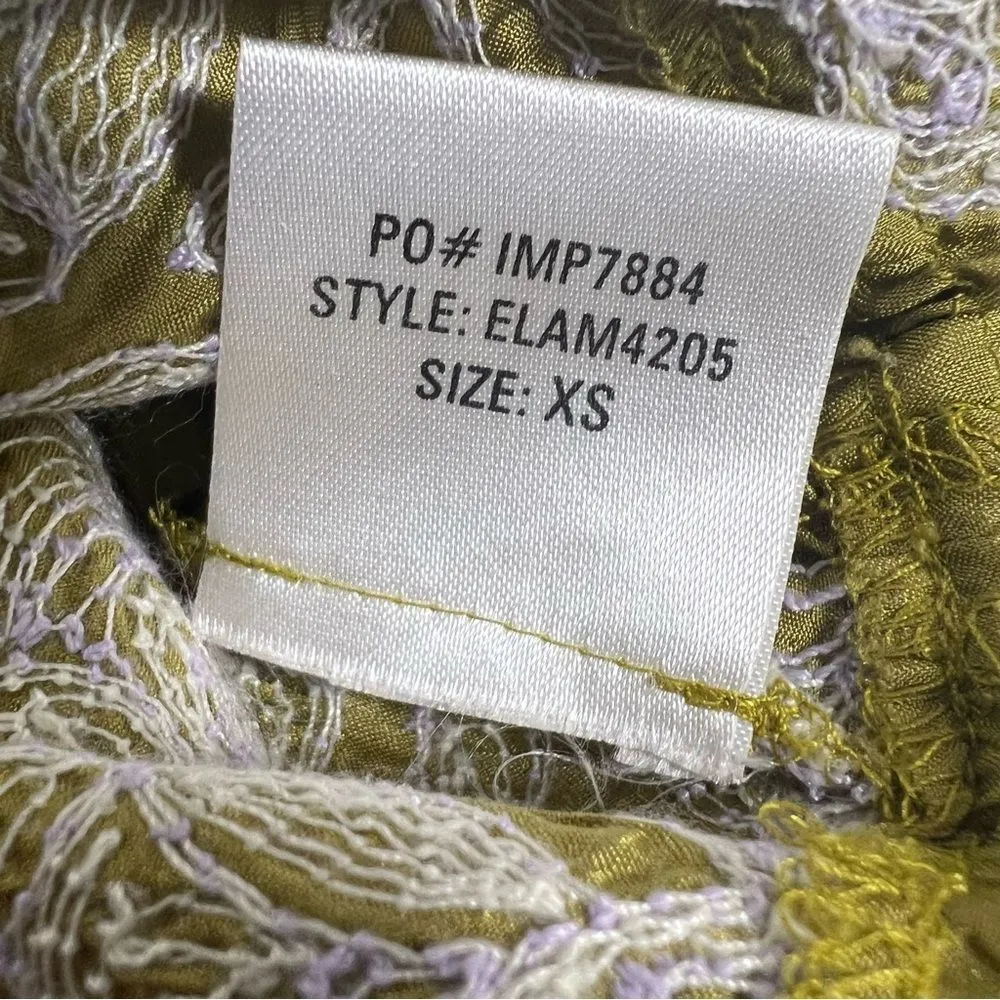 PO# IMP7884
STYLE: ELAM4205
SIZE: XS